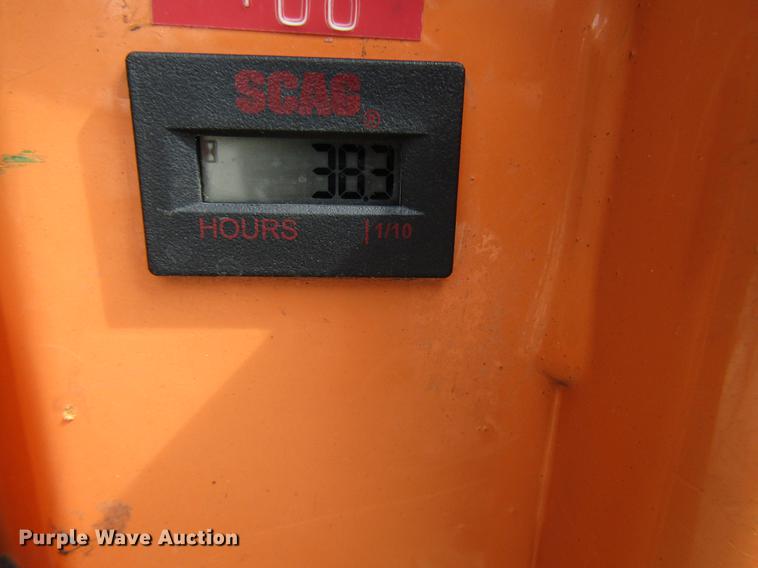 SCAG®
38.3
HOURS 1/10
Purple Wave Auction